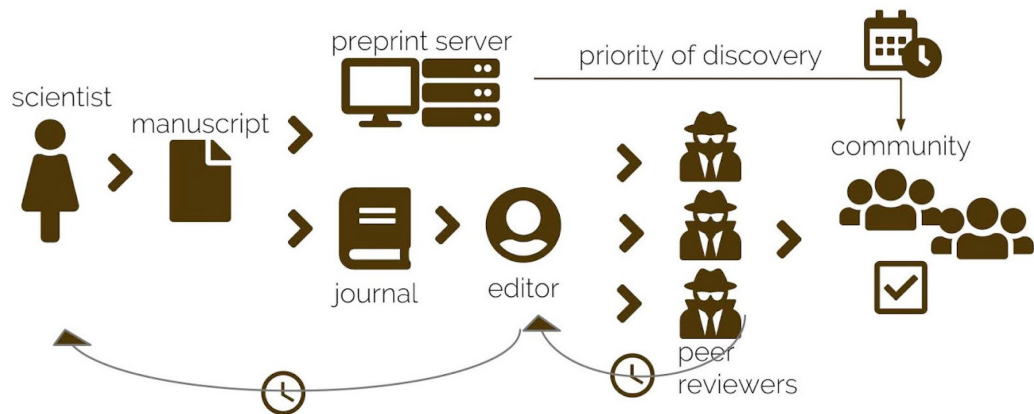 preprint server
priority of discovery
scientist
manuscript
community
journal
editor
peer
reviewers